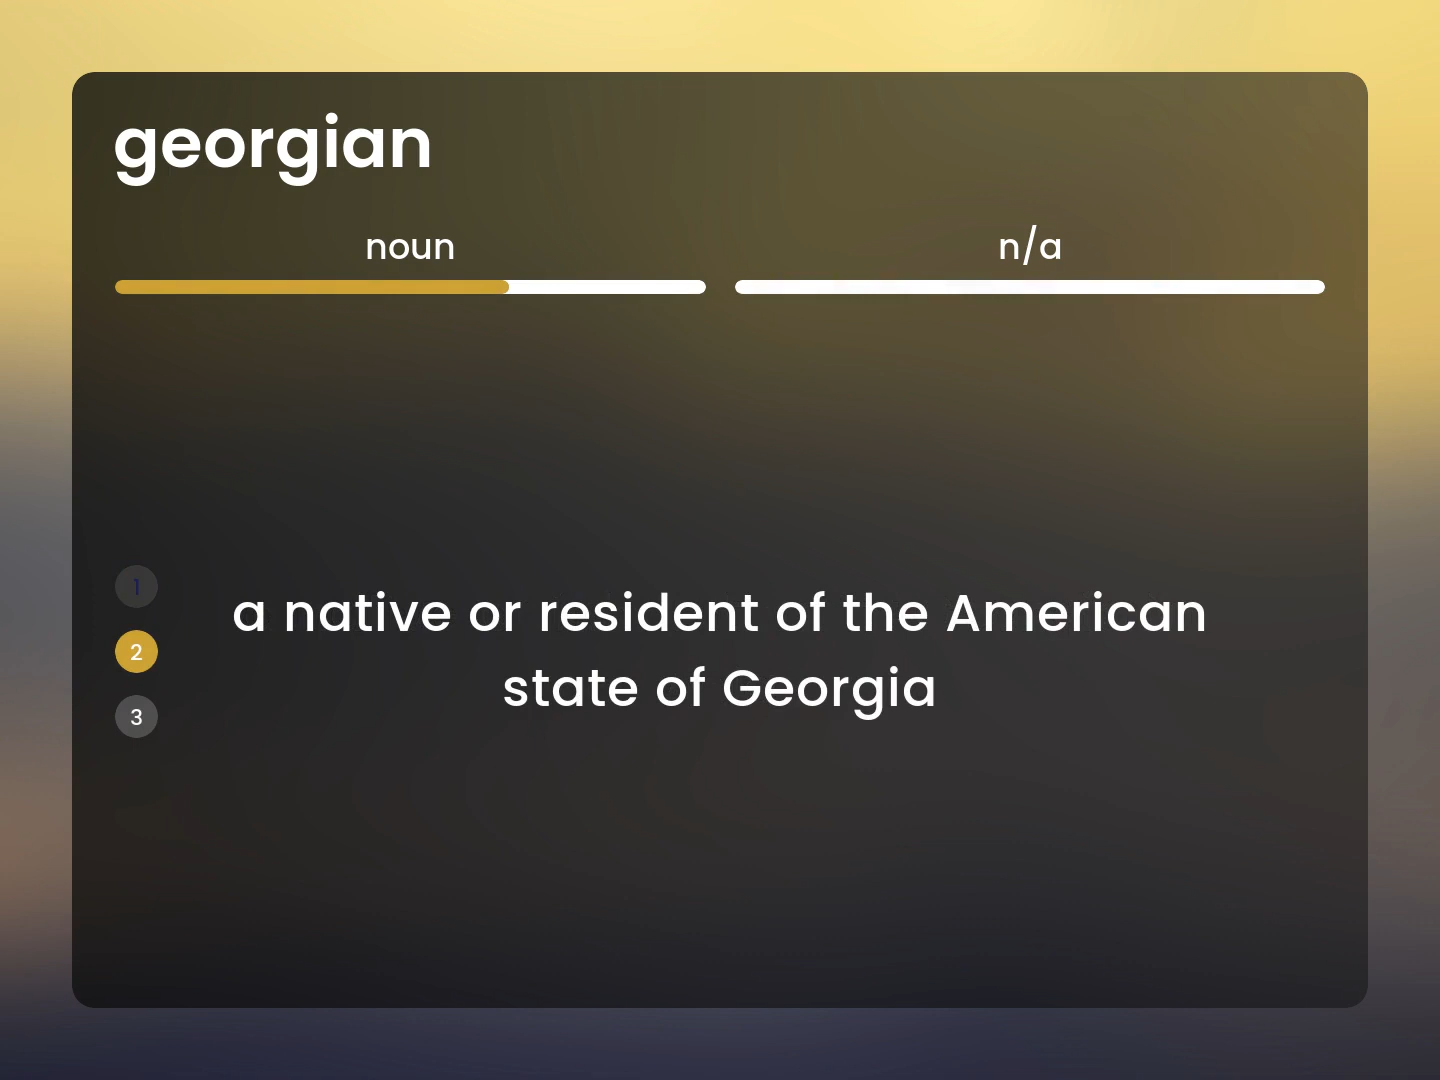 georgian
noun
n/a
1
2
3
a native or resident of the American
state of Georgia